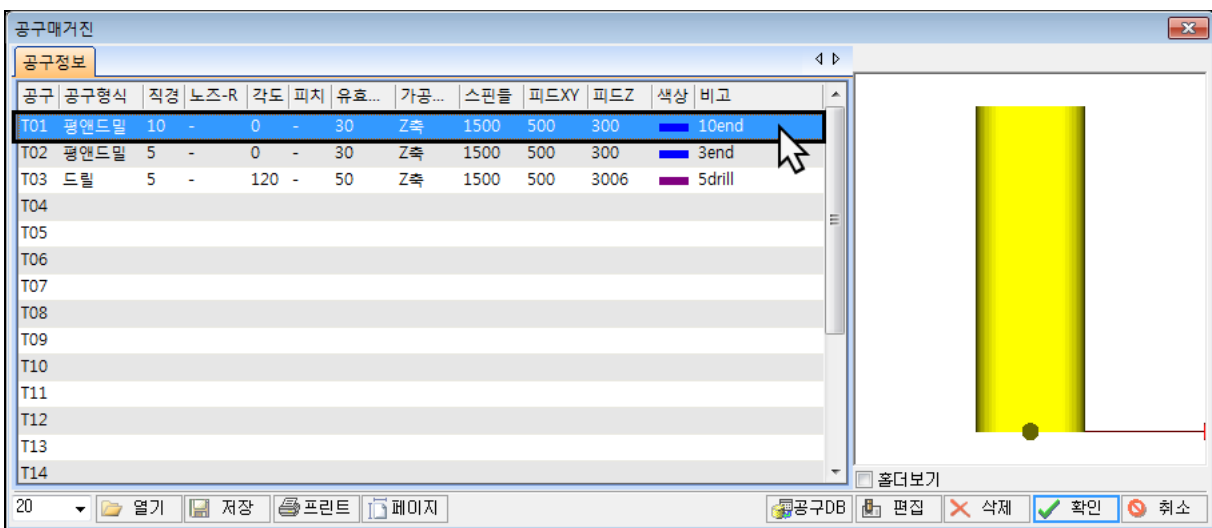 공구매거진
공구정보
공구 공구형식 직경 노즈-R 각도 피치 유효... 가공... 스핀들 피드XY 피드Z 색상 비고
T01 평앤드밀 10 - 0 - 30 Z축 1500 500 300 10end
T02 평앤드밀 5 - 0 - 30 Z축 1500 500 300 3end
T03 드릴 5 - 120 - 50 Z축 1500 500 3006 5drill
T04
T05
T06
T07
T08
T09
T10
T11
T12
T13
T14
홀더보기
20 열기 저장 프린트 페이지 공구DB 편집 삭제 확인 취소